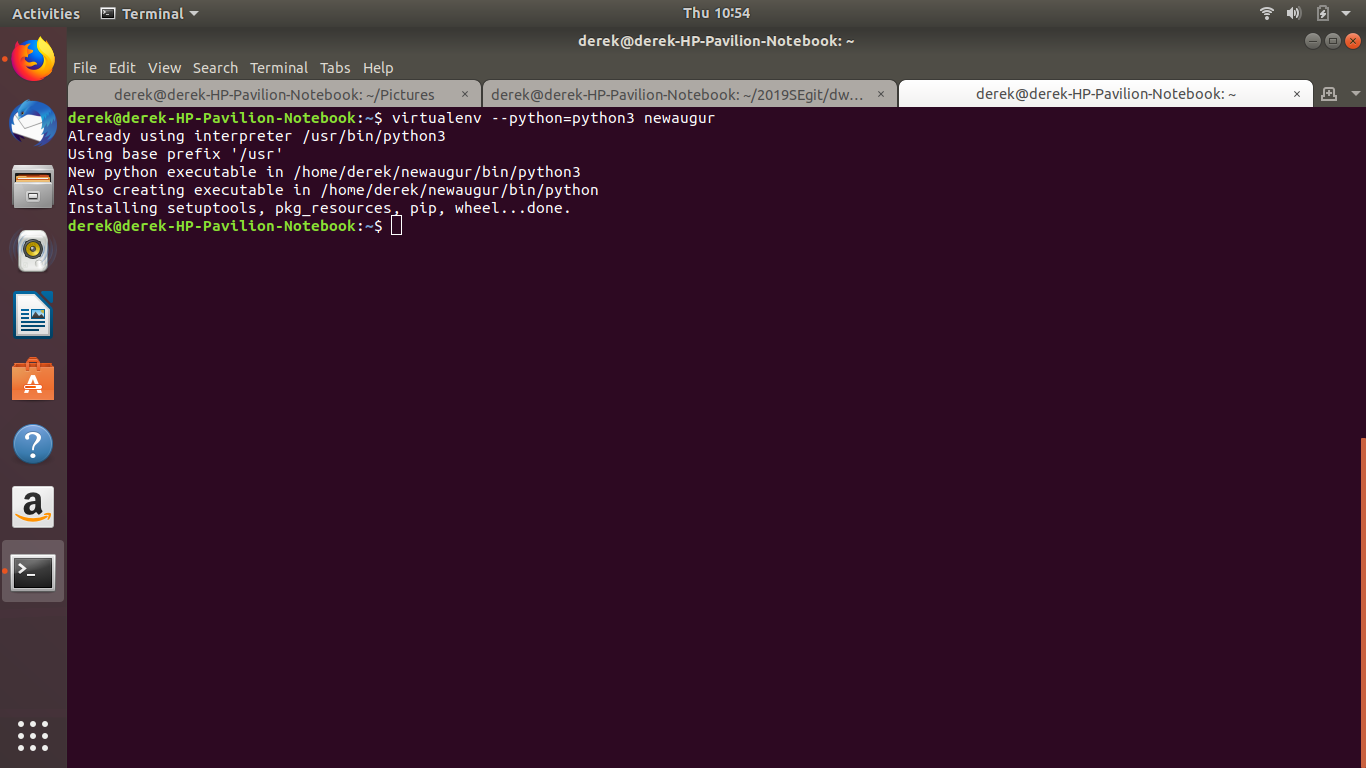 Activities Terminal Thu 10:54
derek@derek-HP-Pavilion-Notebook: ~
File Edit View Search Terminal Tabs Help
derek@derek-HP-Pavilion-Notebook: ~/Pictures × derek@derek-HP-Pavilion-Notebook: ~/2019SEgit/dw... × derek@derek-HP-Pavilion-Notebook: ~ ×
derek@derek-HP-Pavilion-Notebook:~$ virtualenv --python=python3 newaugur
Already using interpreter /usr/bin/python3
Using base prefix '/usr'
New python executable in /home/derek/newaugur/bin/python3
Also creating executable in /home/derek/newaugur/bin/python
Installing setuptools, pkg_resources, pip, wheel...done.
derek@derek-HP-Pavilion-Notebook:~$